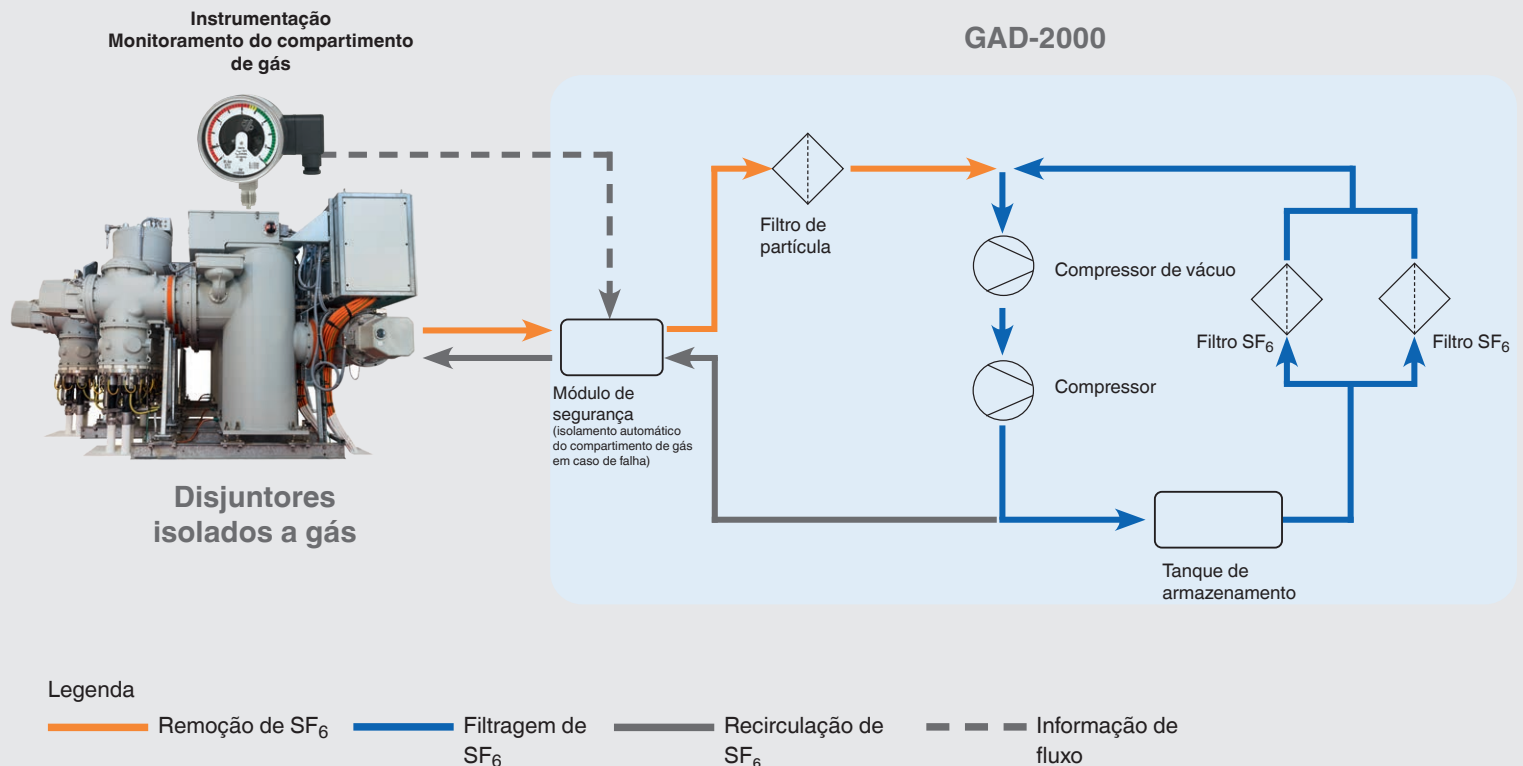 Instrumentação
Monitoramento do compartimento
de gás
GAD-2000
Filtro de
partícula
Compressor de vácuo
Filtro SF₆
Filtro SF₆
Compressor
Módulo de
segurança
(isolamento automático
do compartimento de gás
em caso de falha)
Disjuntores
isolados a gás
Tanque de
armazenamento
Legenda
Remoção de SF₆
Filtragem de
SF₆
Recirculação de
SF₆
Informação de
fluxo